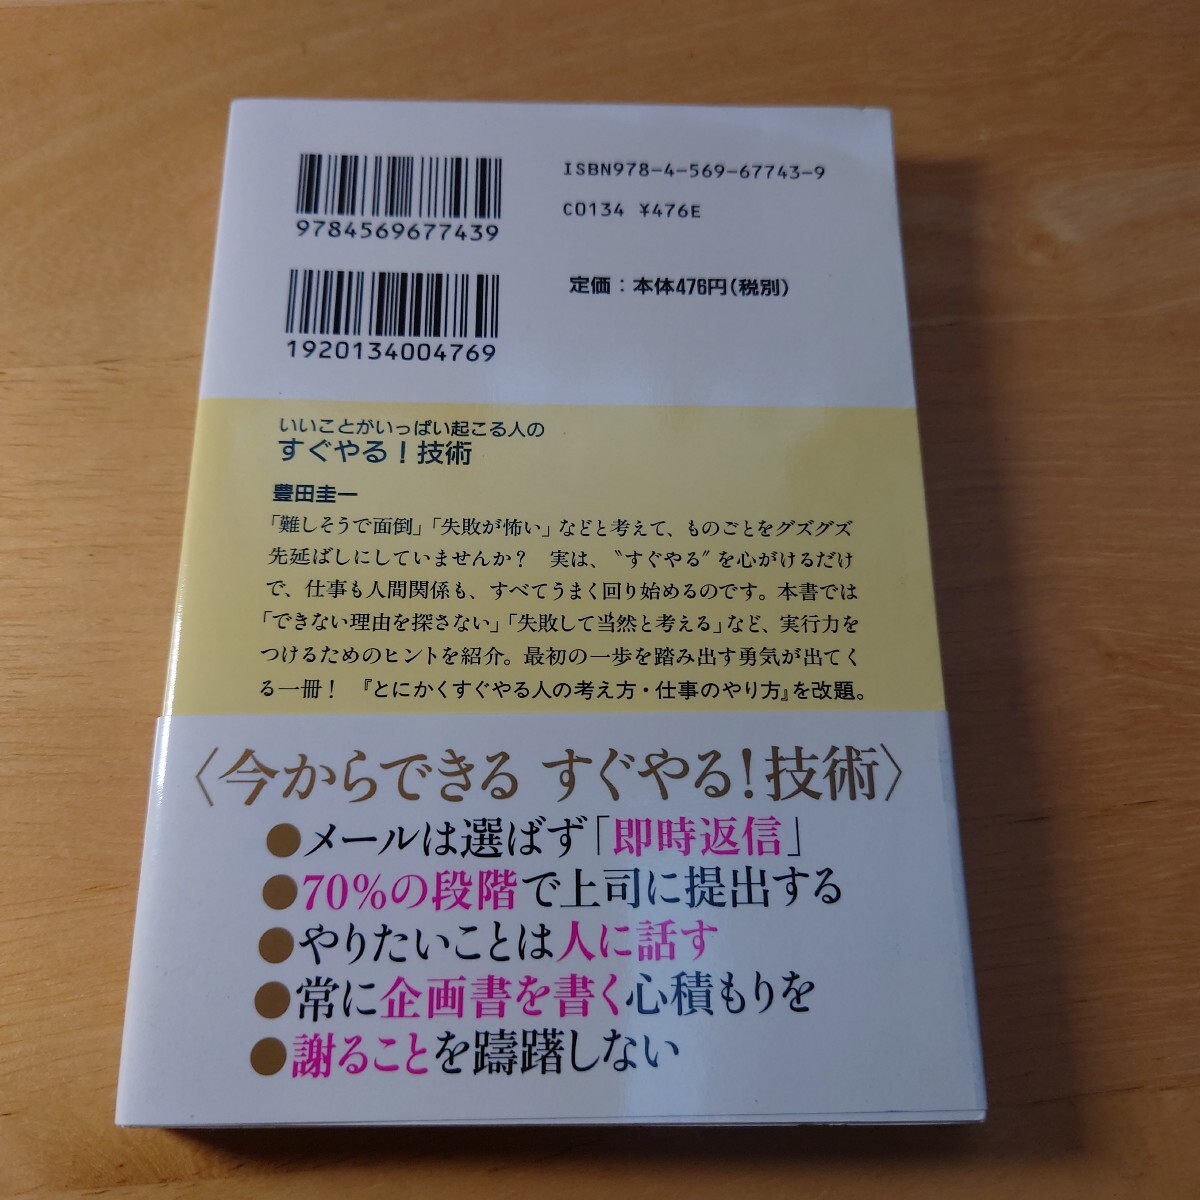 ISBN978-4-569-67743-9
C0134 ¥476E
9784569677439
定価：本体476円(税別)
1920134004769
いいことがいっぱい起こる人の
すぐやる！技術
豊田圭一
「難しそうで面倒」「失敗が怖い」などと考えて、ものごとをグズグズ
先延ばしにしていませんか？ 実は、〝すぐやる〟を心がけるだけ
で、仕事も人間関係も、すべてうまく回り始めるのです。本書では
「できない理由を探さない」「失敗して当然と考える」など、実行力を
つけるためのヒントを紹介。最初の一歩を踏み出す勇気が出てく
る一冊！ 『とにかくすぐやる人の考え方・仕事のやり方』を改題。
〈今からできる すぐやる！技術〉
●メールは選ばず「即時返信」
●70%の段階で上司に提出する
●やりたいことは人に話す
●常に企画書を書く心積もりを
●謝ることを躊躇しない